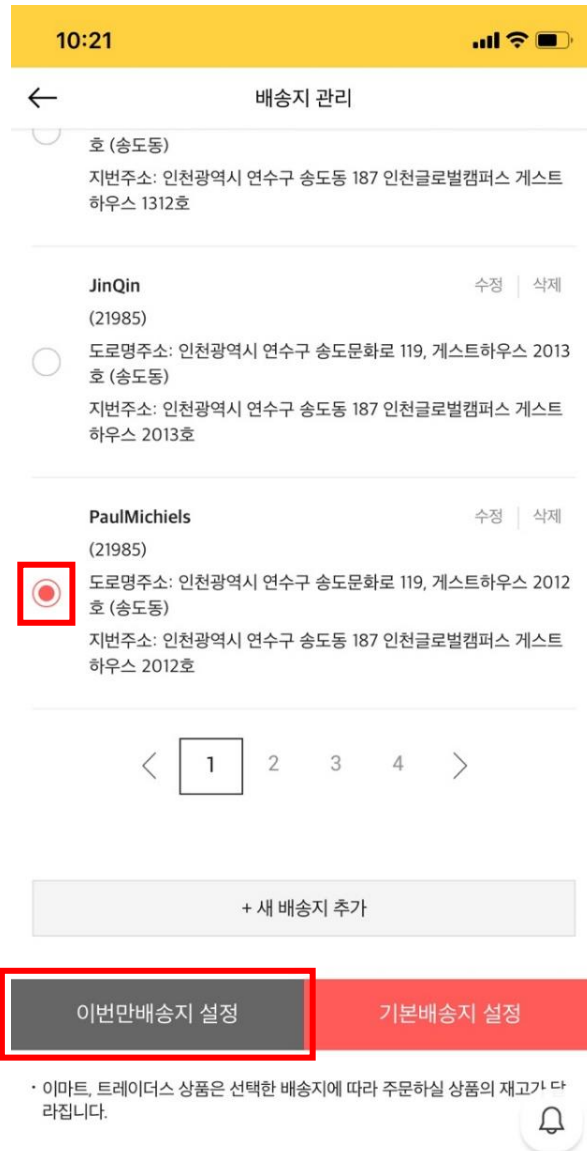 10:21
배송지 관리
호 (송도동)
지번주소: 인천광역시 연수구 송도동 187 인천글로벌캠퍼스 게스트
하우스 1312호
JinQin 수정 삭제
(21985)
도로명주소: 인천광역시 연수구 송도문화로 119, 게스트하우스 2013
호 (송도동)
지번주소: 인천광역시 연수구 송도동 187 인천글로벌캠퍼스 게스트
하우스 2013호
PaulMichiels 수정 삭제
(21985)
도로명주소: 인천광역시 연수구 송도문화로 119, 게스트하우스 2012
호 (송도동)
지번주소: 인천광역시 연수구 송도동 187 인천글로벌캠퍼스 게스트
하우스 2012호
1 2 3 4
+ 새 배송지 추가
이번만배송지 설정 기본배송지 설정
· 이마트, 트레이더스 상품은 선택한 배송지에 따라 주문하실 상품의 재고가 달
라집니다.